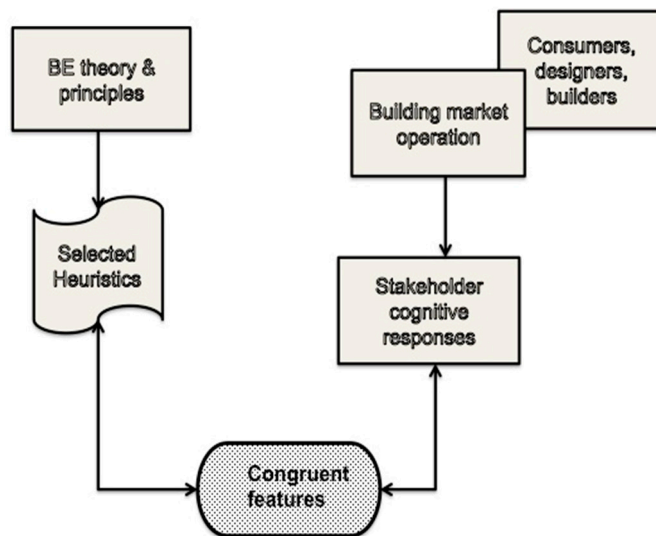 BE theory &
principles
Consumers,
designers,
builders
Building market
operation
Selected
Heuristics
Stakeholder
cognitive
responses
Congruent
features